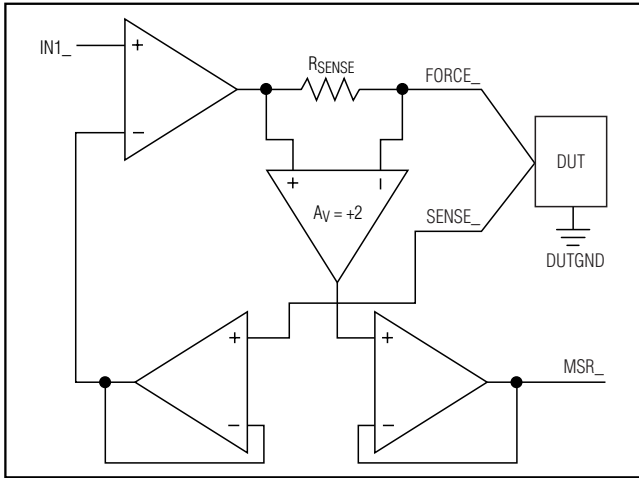 IN1_
+
−
RSENSE
FORCE_
DUT
+
−
AV = +2
SENSE_
DUTGND
+
−
+
−
MSR_